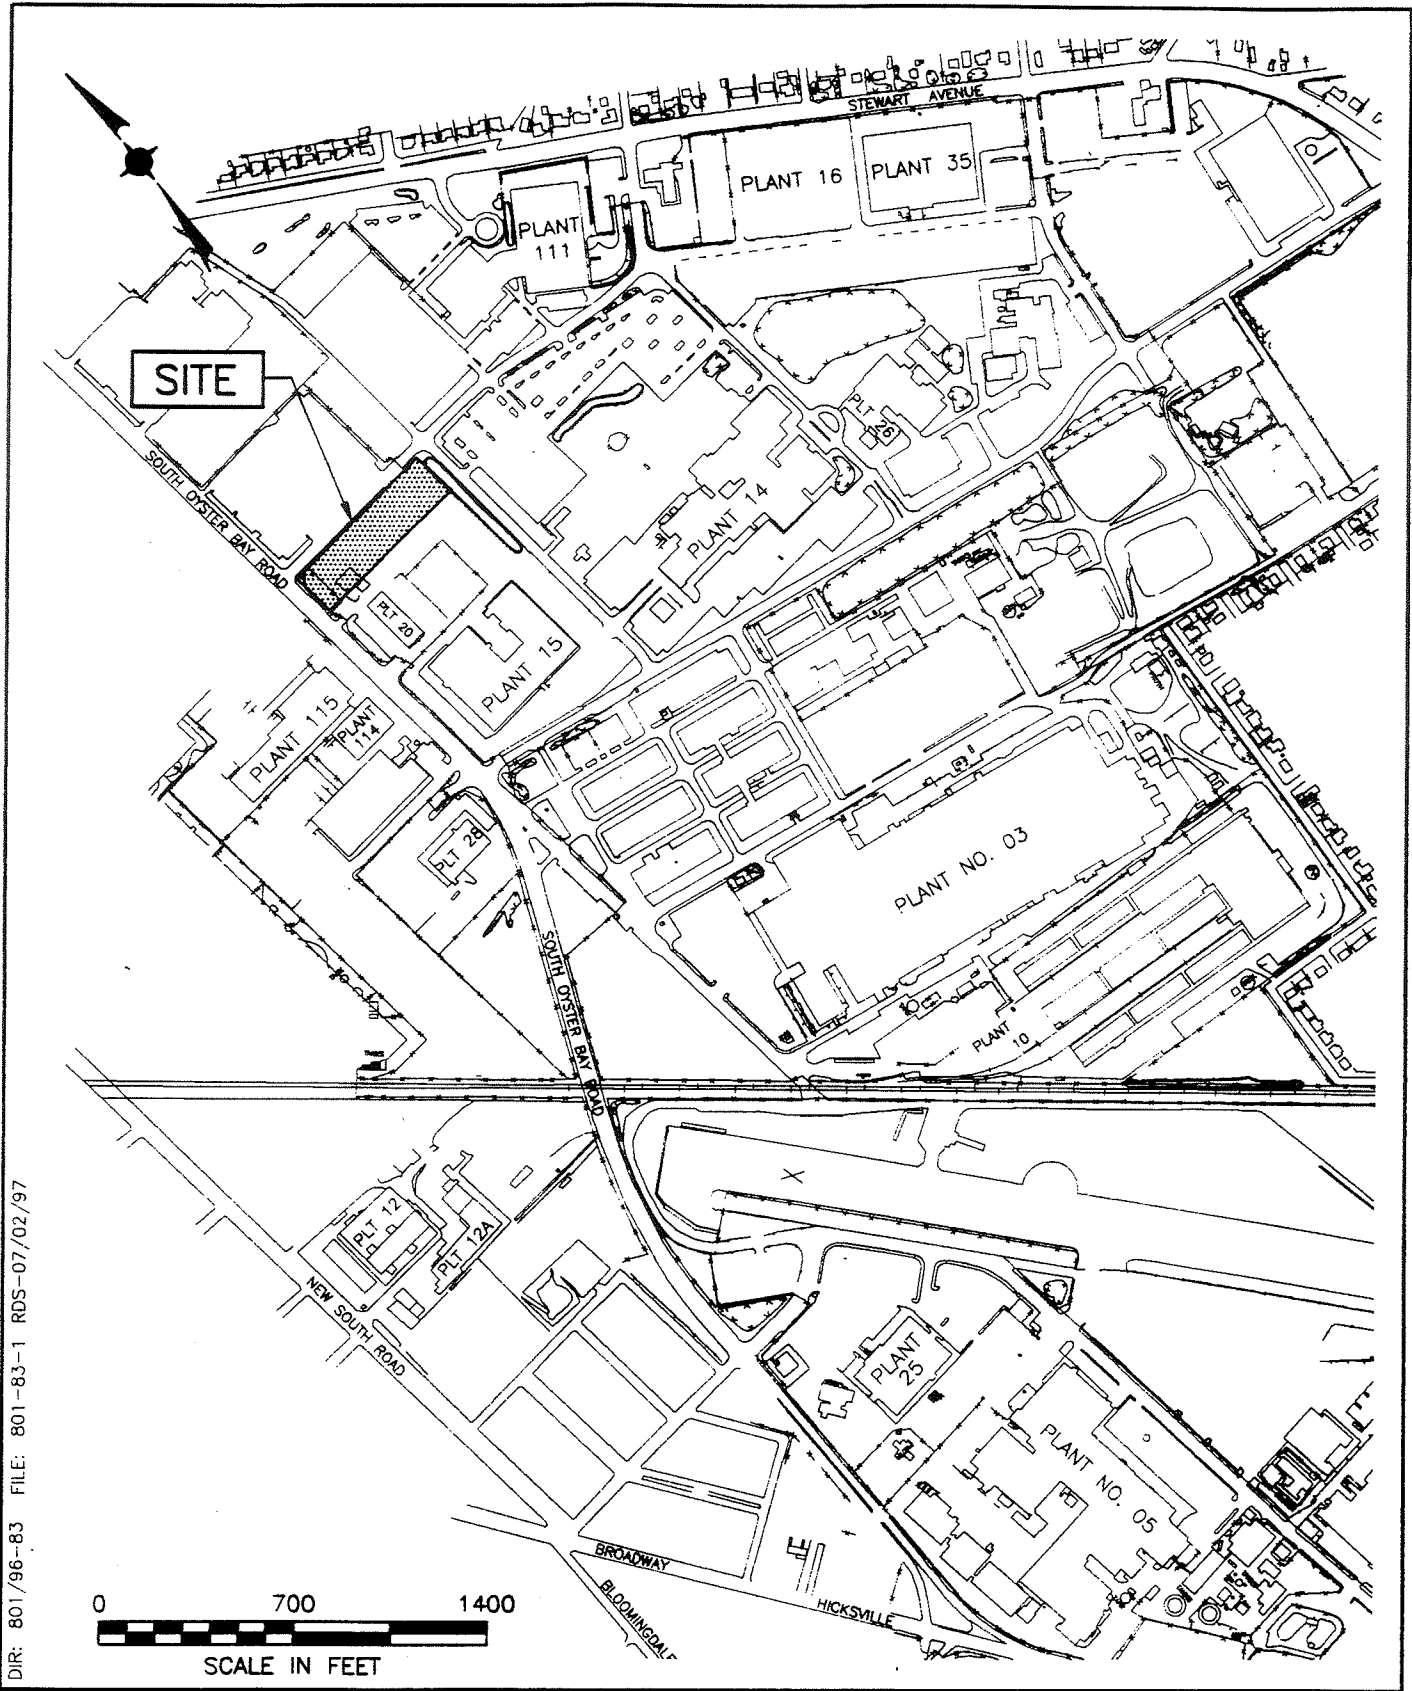 STEWART AVENUE
PLANT 16
PLANT 35
PLANT
111
SITE
PLT 26
SOUTH OYSTER BAY ROAD
PLANT 14
PLT 20
PLANT 15
PLANT 115
PLANT
114
PLT 28
PLANT NO. 03
SOUTH OYSTER BAY ROAD
PLANT
10
PLT 12
PLT 12A
NEW SOUTH ROAD
PLANT
25
PLANT NO. 05
BROADWAY
HICKSVILLE
BLOOMINGDALE
0 700 1400
SCALE IN FEET
DIR: 801/96-83 FILE: 801-83-1 RDS-07/02/97